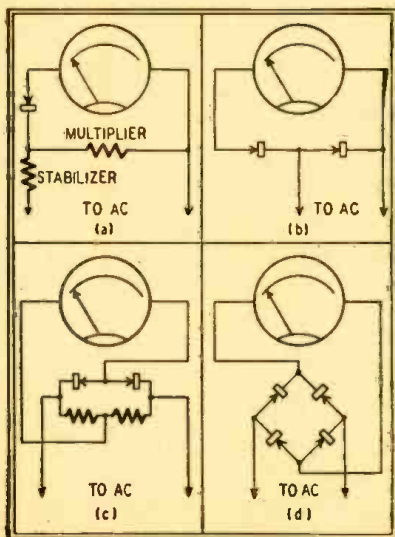 MULTIPLIER
STABILIZER
TO AC
(a)
TO AC
(b)
TO AC
(c)
TO AC
(d)